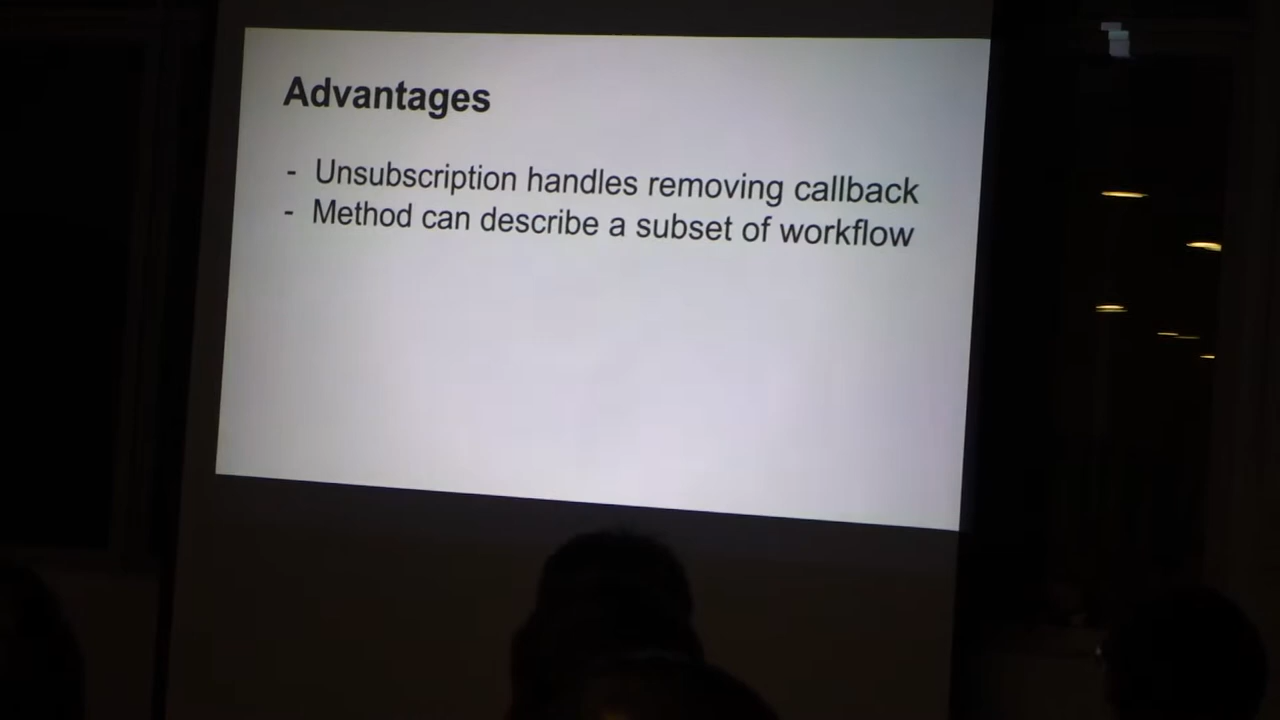 Advantages
- Unsubscription handles removing callback
- Method can describe a subset of workflow